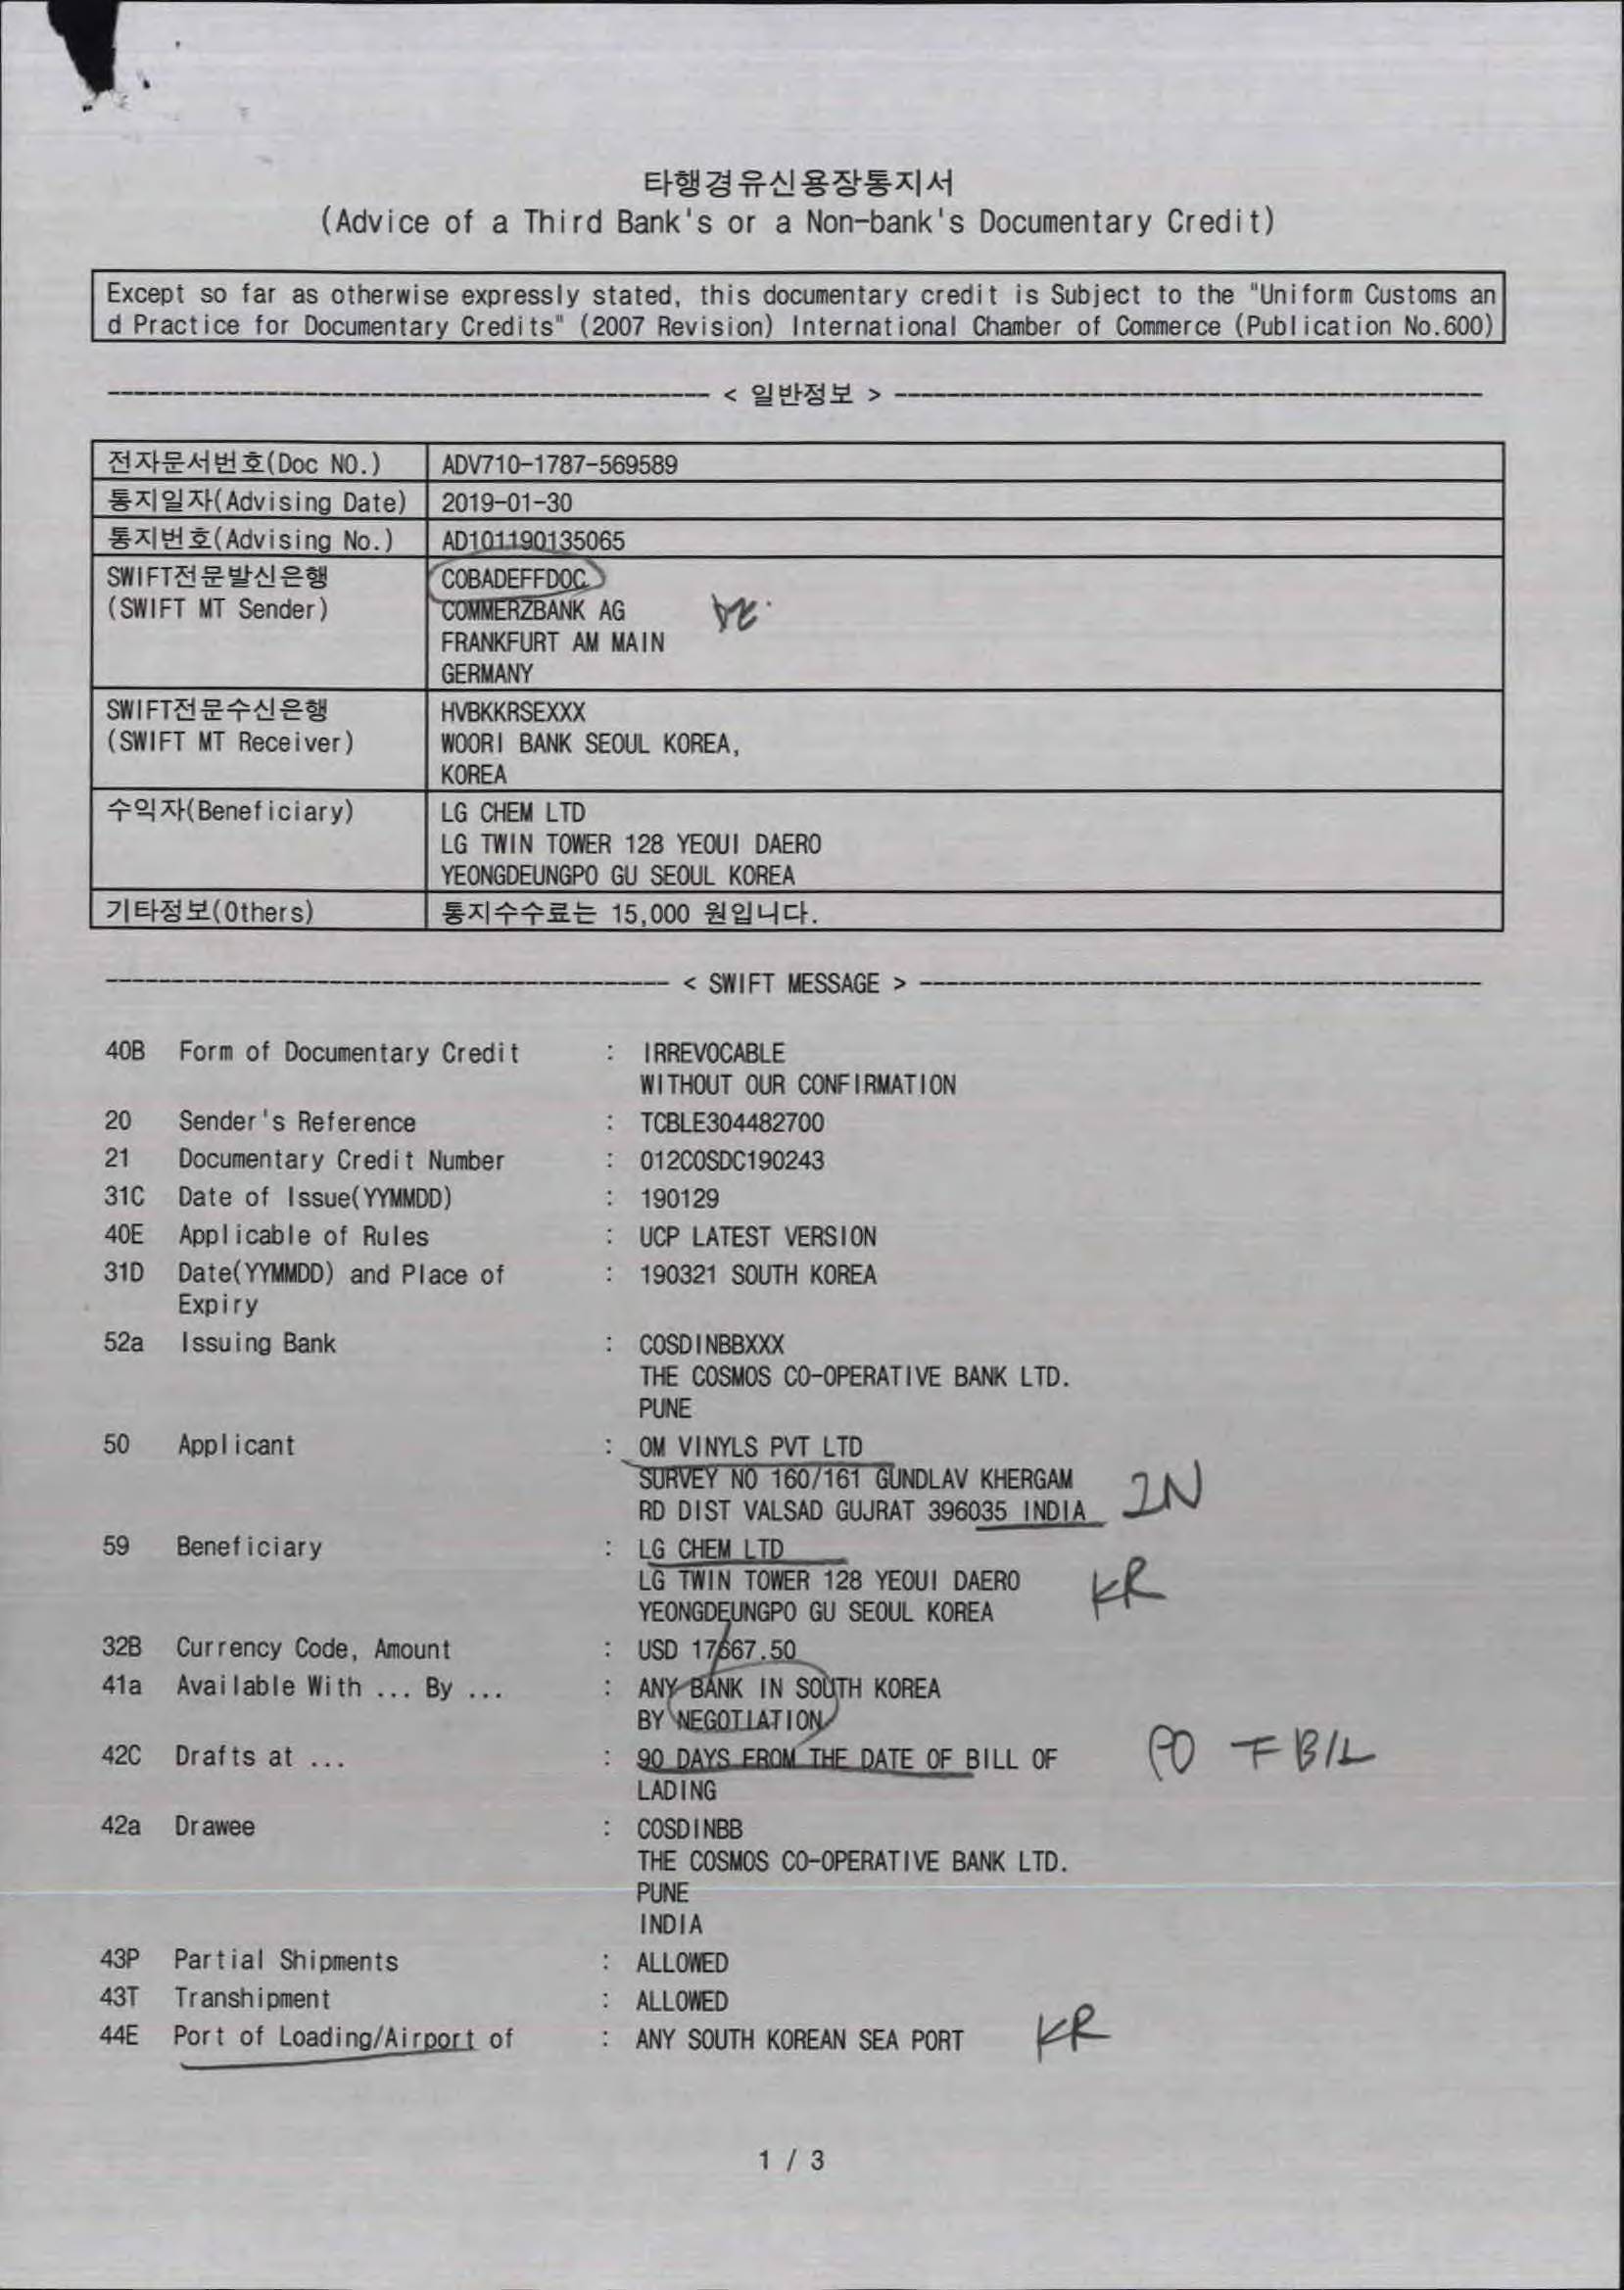 타행경유신용장통지서
(Advice of a Third Bank's or a Non-bank's Documentary Credit)
Except so far as otherwise expressly stated, this documentary credit is Subject to the "Uniform Customs an
d Practice for Documentary Credits" (2007 Revision) International Chamber of Commerce (Publication No.600)
< 일반정보 >
전자문서번호(Doc NO.) ADV710-1787-569589
통지일자(Advising Date) 2019-01-30
통지번호(Advising No.) AD101190135065
SWIFT전문발신은행 COBADEFFDOC
(SWIFT MT Sender) COMMERZBANK AG DE
FRANKFURT AM MAIN
GERMANY
SWIFT전문수신은행 HVBKKRSEXXX
(SWIFT MT Receiver) WOORI BANK SEOUL KOREA,
KOREA
수익자(Beneficiary) LG CHEM LTD
LG TWIN TOWER 128 YEOUI DAERO
YEONGDEUNGPO GU SEOUL KOREA
기타정보(Others) 통지수수료는 15,000 원입니다.
< SWIFT MESSAGE >
40B Form of Documentary Credit : IRREVOCABLE
WITHOUT OUR CONFIRMATION
20 Sender's Reference : TCBLE304482700
21 Documentary Credit Number : 012COSDC190243
31C Date of Issue(YYMMDD) : 190129
40E Applicable of Rules : UCP LATEST VERSION
31D Date(YYMMDD) and Place of : 190321 SOUTH KOREA
Expiry
52a Issuing Bank : COSDINBBXXX
THE COSMOS CO-OPERATIVE BANK LTD.
PUNE
50 Applicant : OM VINYLS PVT LTD
SURVEY NO 160/161 GUNDLAV KHERGAM
RD DIST VALSAD GUJRAT 396035 INDIA IN
59 Beneficiary : LG CHEM LTD
LG TWIN TOWER 128 YEOUI DAERO KR
YEONGDEUNGPO GU SEOUL KOREA
32B Currency Code, Amount : USD 17667.50
41a Available With ... By ... : ANY BANK IN SOUTH KOREA
BY NEGOTIATION
42C Drafts at ... : 90 DAYS FROM THE DATE OF BILL OF 90 F B/L
LADING
42a Drawee : COSDINBB
THE COSMOS CO-OPERATIVE BANK LTD.
PUNE
INDIA
43P Partial Shipments : ALLOWED
43T Transhipment : ALLOWED
44E Port of Loading/Airport of : ANY SOUTH KOREAN SEA PORT KR
1 / 3